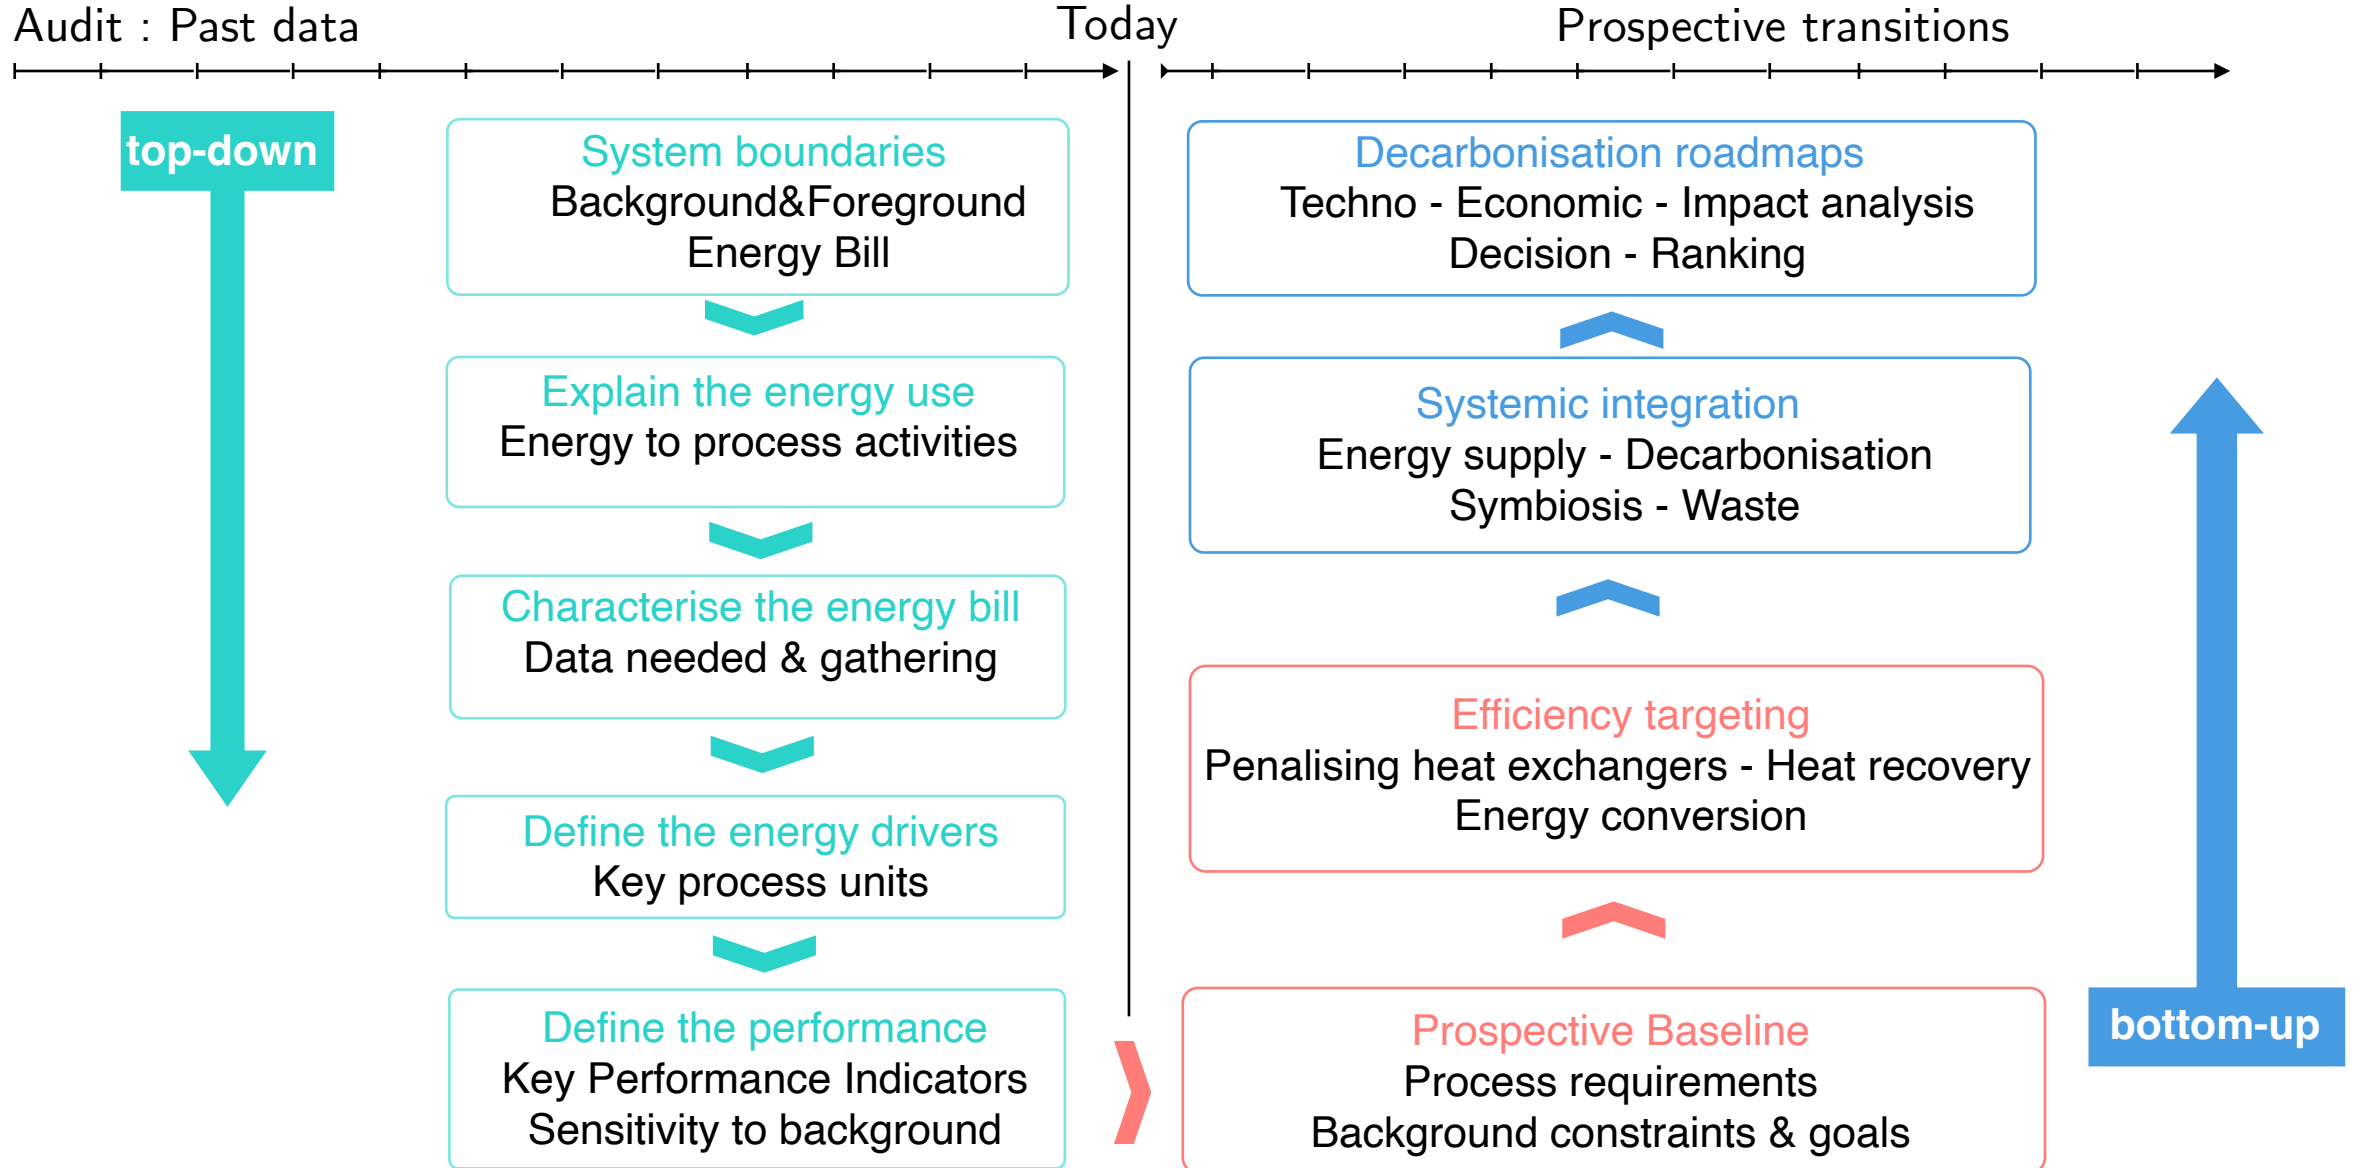 Audit : Past data
Today
Prospective transitions
top-down
System boundaries
Background&Foreground
Energy Bill
Explain the energy use
Energy to process activities
Characterise the energy bill
Data needed & gathering
Define the energy drivers
Key process units
Define the performance
Key Performance Indicators
Sensitivity to background
Decarbonisation roadmaps
Techno - Economic - Impact analysis
Decision - Ranking
Systemic integration
Energy supply - Decarbonisation
Symbiosis - Waste
Efficiency targeting
Penalising heat exchangers - Heat recovery
Energy conversion
Prospective Baseline
Process requirements
Background constraints & goals
bottom-up